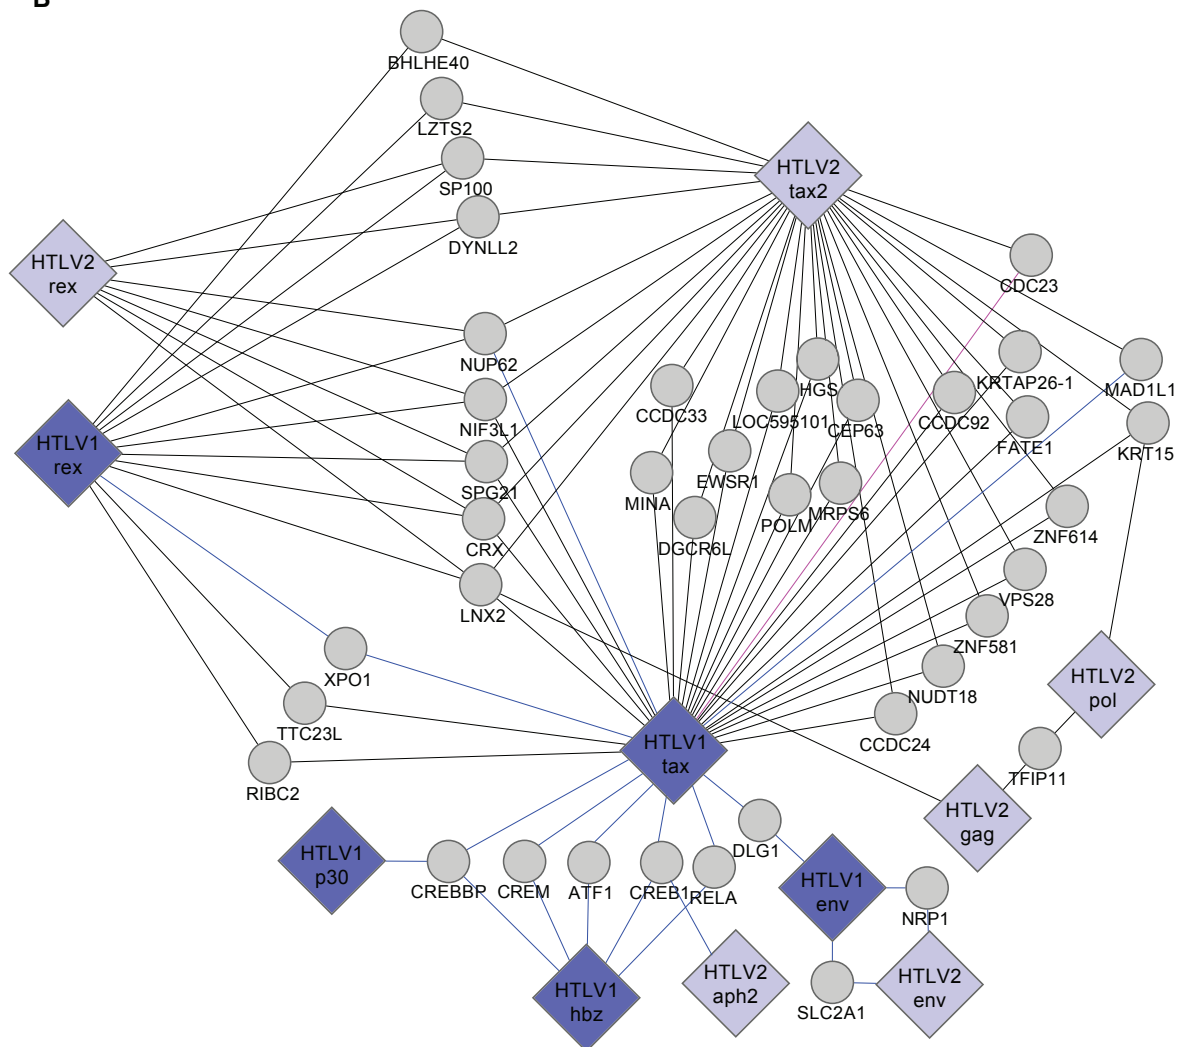 B
BHLHE40
LZTS2
HTLV2
tax2
SP100
DYNLL2
HTLV2
rex
CDC23
NUP62
HGS
KRTAP26-1
MAD1L1
CCDC33
LOC595101
CEP63
CCDC92
NIF3L1
FATE1
KRT15
HTLV1
rex
SPG21
MINA
EWSR1
POLM
MRPS6
CRX
DGCR6L
ZNF614
LNX2
VPS28
ZNF581
XPO1
NUDT18
HTLV2
pol
TTC23L
CCDC24
HTLV1
tax
RIBC2
TFIP11
HTLV2
gag
HTLV1
p30
DLG1
CREBBP
CREM
ATF1
CREB1
RELA
HTLV1
env
NRP1
HTLV1
hbz
HTLV2
aph2
SLC2A1
HTLV2
env